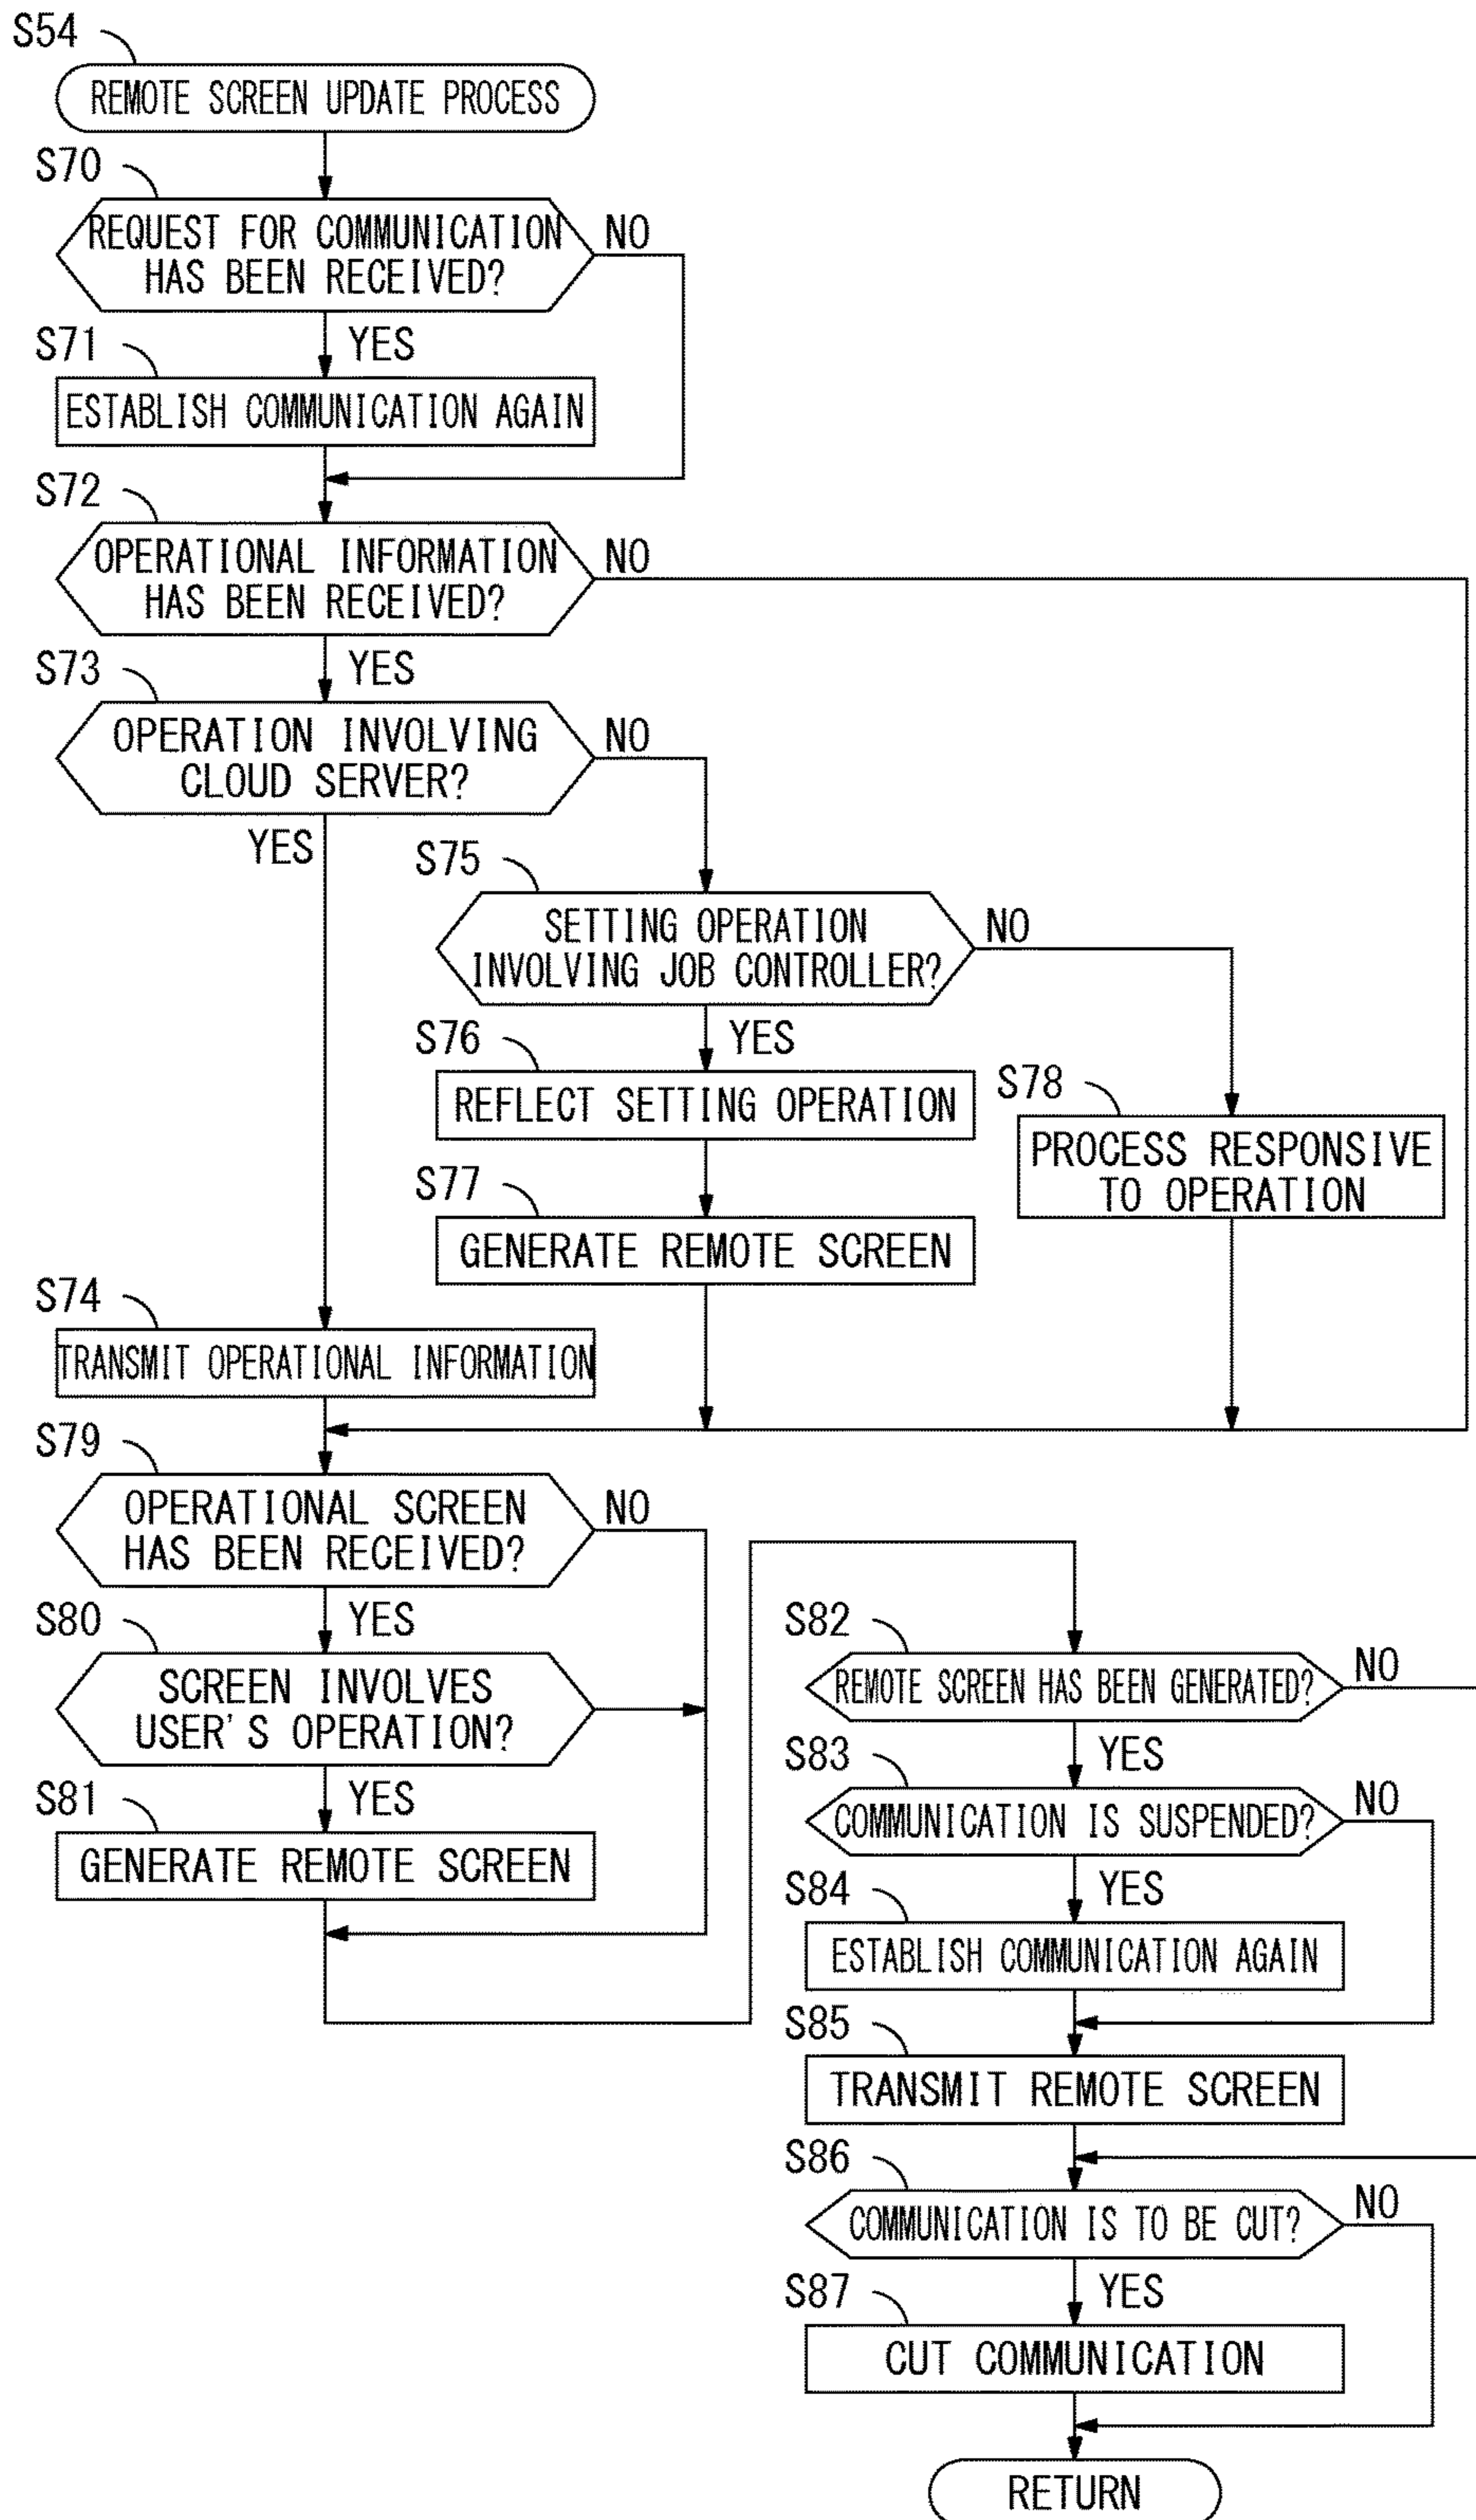 S54
REMOTE SCREEN UPDATE PROCESS
S70
REQUEST FOR COMMUNICATION
HAS BEEN RECEIVED?
NO
YES
S71
ESTABLISH COMMUNICATION AGAIN
S72
OPERATIONAL INFORMATION
HAS BEEN RECEIVED?
NO
YES
S73
OPERATION INVOLVING
CLOUD SERVER?
NO
YES
S75
SETTING OPERATION
INVOLVING JOB CONTROLLER?
NO
YES
S76
REFLECT SETTING OPERATION
S78
PROCESS RESPONSIVE
TO OPERATION
S77
GENERATE REMOTE SCREEN
S74
TRANSMIT OPERATIONAL INFORMATION
S79
OPERATIONAL SCREEN
HAS BEEN RECEIVED?
NO
YES
S80
SCREEN INVOLVES
USER'S OPERATION?
YES
S81
GENERATE REMOTE SCREEN
S82
REMOTE SCREEN HAS BEEN GENERATED?
NO
YES
S83
COMMUNICATION IS SUSPENDED?
NO
YES
S84
ESTABLISH COMMUNICATION AGAIN
S85
TRANSMIT REMOTE SCREEN
S86
COMMUNICATION IS TO BE CUT?
NO
YES
S87
CUT COMMUNICATION
RETURN